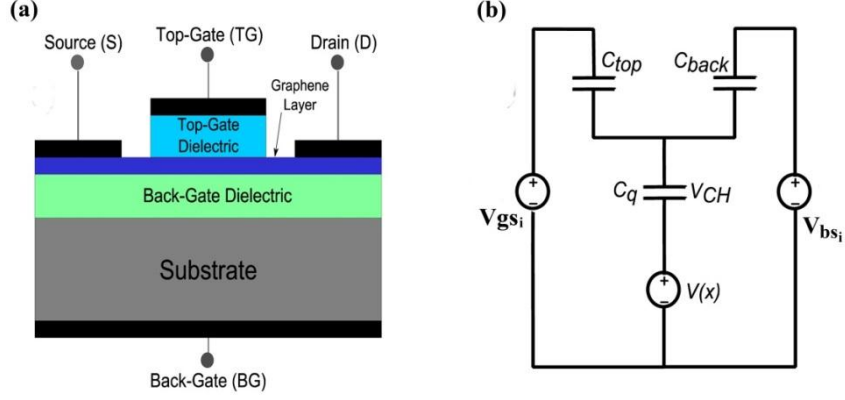 (a)
Source (S)
Top-Gate (TG)
Drain (D)
Graphene
Layer
Top-Gate
Dielectric
Back-Gate Dielectric
Substrate
Back-Gate (BG)
(b)
Ctop
Cback
Cq
VCH
Vgsi
Vbsi
V(x)